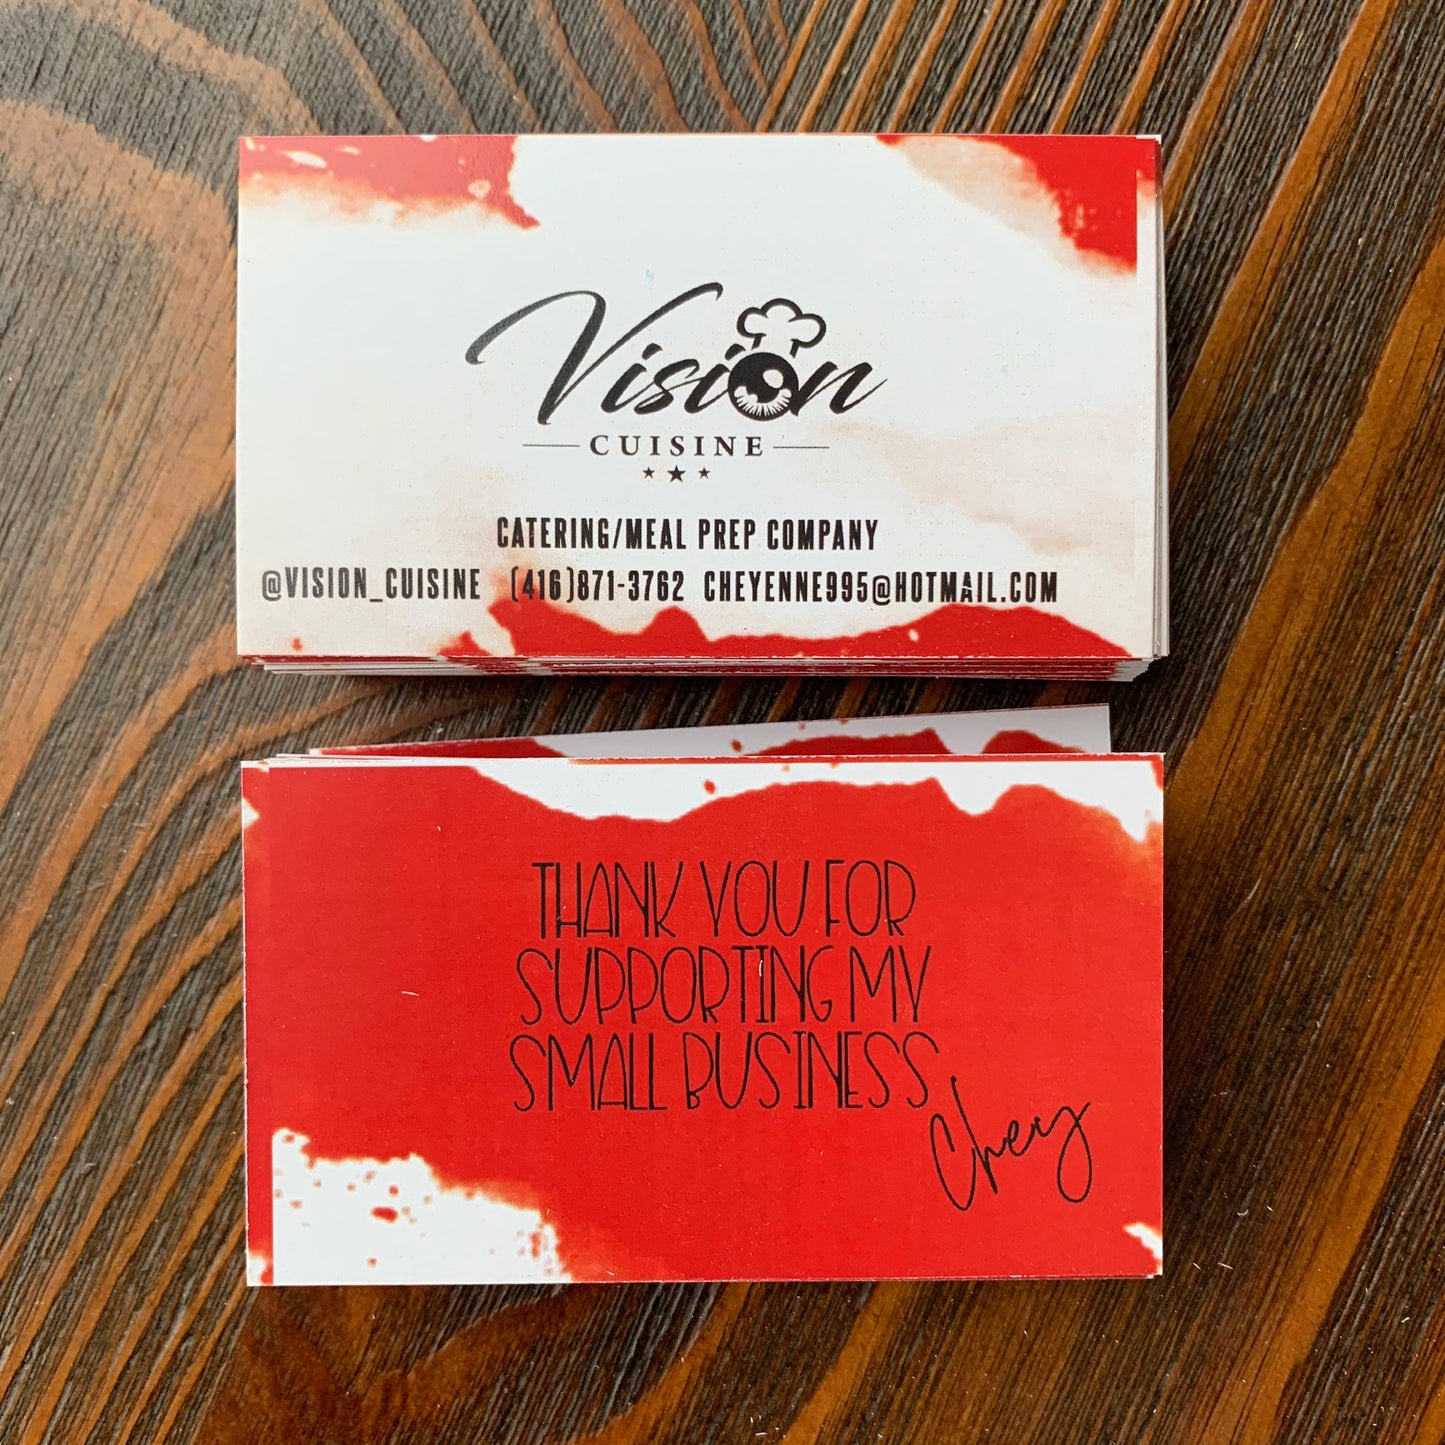 Vision
CUISINE
CATERING/MEAL PREP COMPANY
@VISION_CUISINE (416)871-3762 CHEYENNE995@HOTMAIL.COM
THANK YOU FOR
SUPPORTING MY
SMALL BUSINESS
Chey